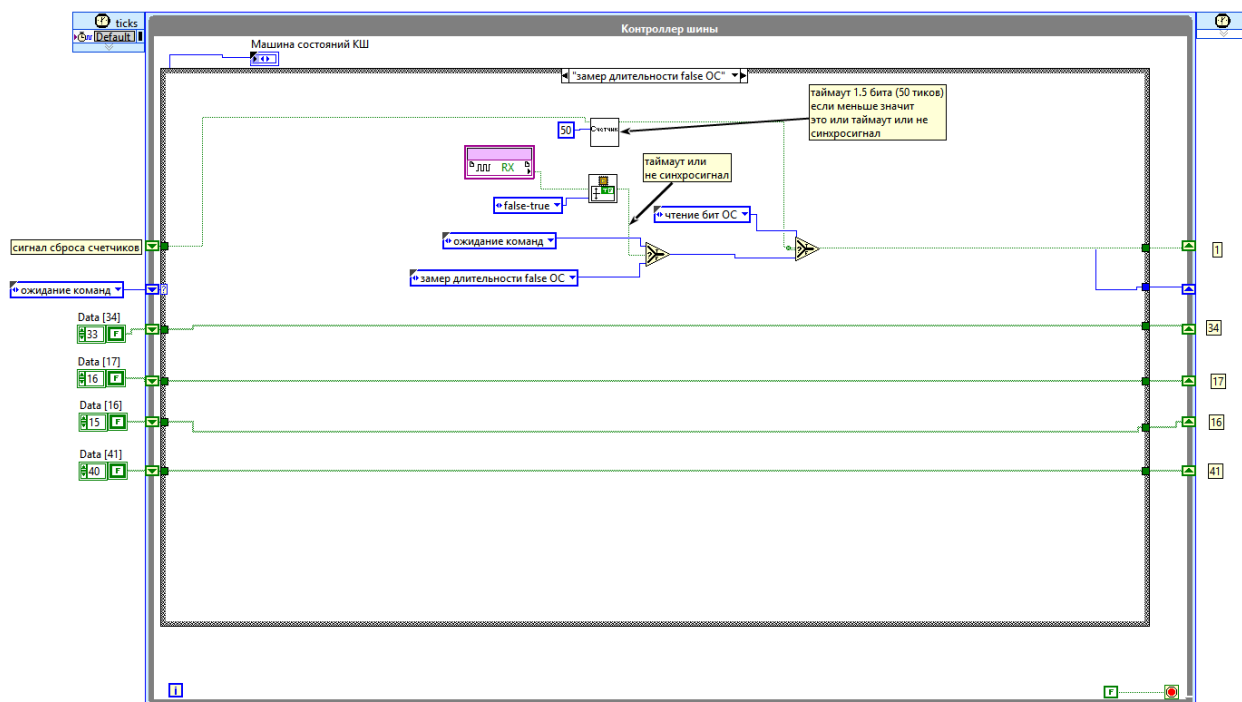 ticks
Default
Контроллер шины
Машина состояний КШ
"замер длительности false ОС"
таймаут 1.5 бита (50 тиков)
если меньше значит
это или таймаут или не
синхросигнал
50
Счетчик
RX
таймаут или
не синхросигнал
false-true
чтение бит ОС
сигнал сброса счетчиков
ожидание команд
1
замер длительности false ОС
ожидание команд
?
Data [34]
33
F
34
Data [17]
16
F
17
Data [16]
15
F
16
Data [41]
40
F
41
i
F